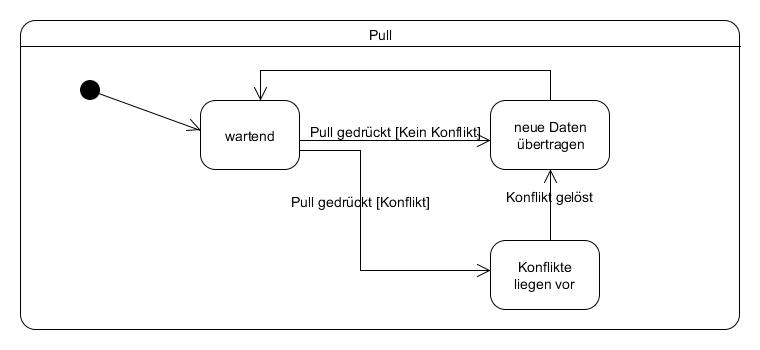 Pull
wartend
Pull gedrückt [Kein Konflikt]
neue Daten
übertragen
Pull gedrückt [Konflikt]
Konflikt gelöst
Konflikte
liegen vor